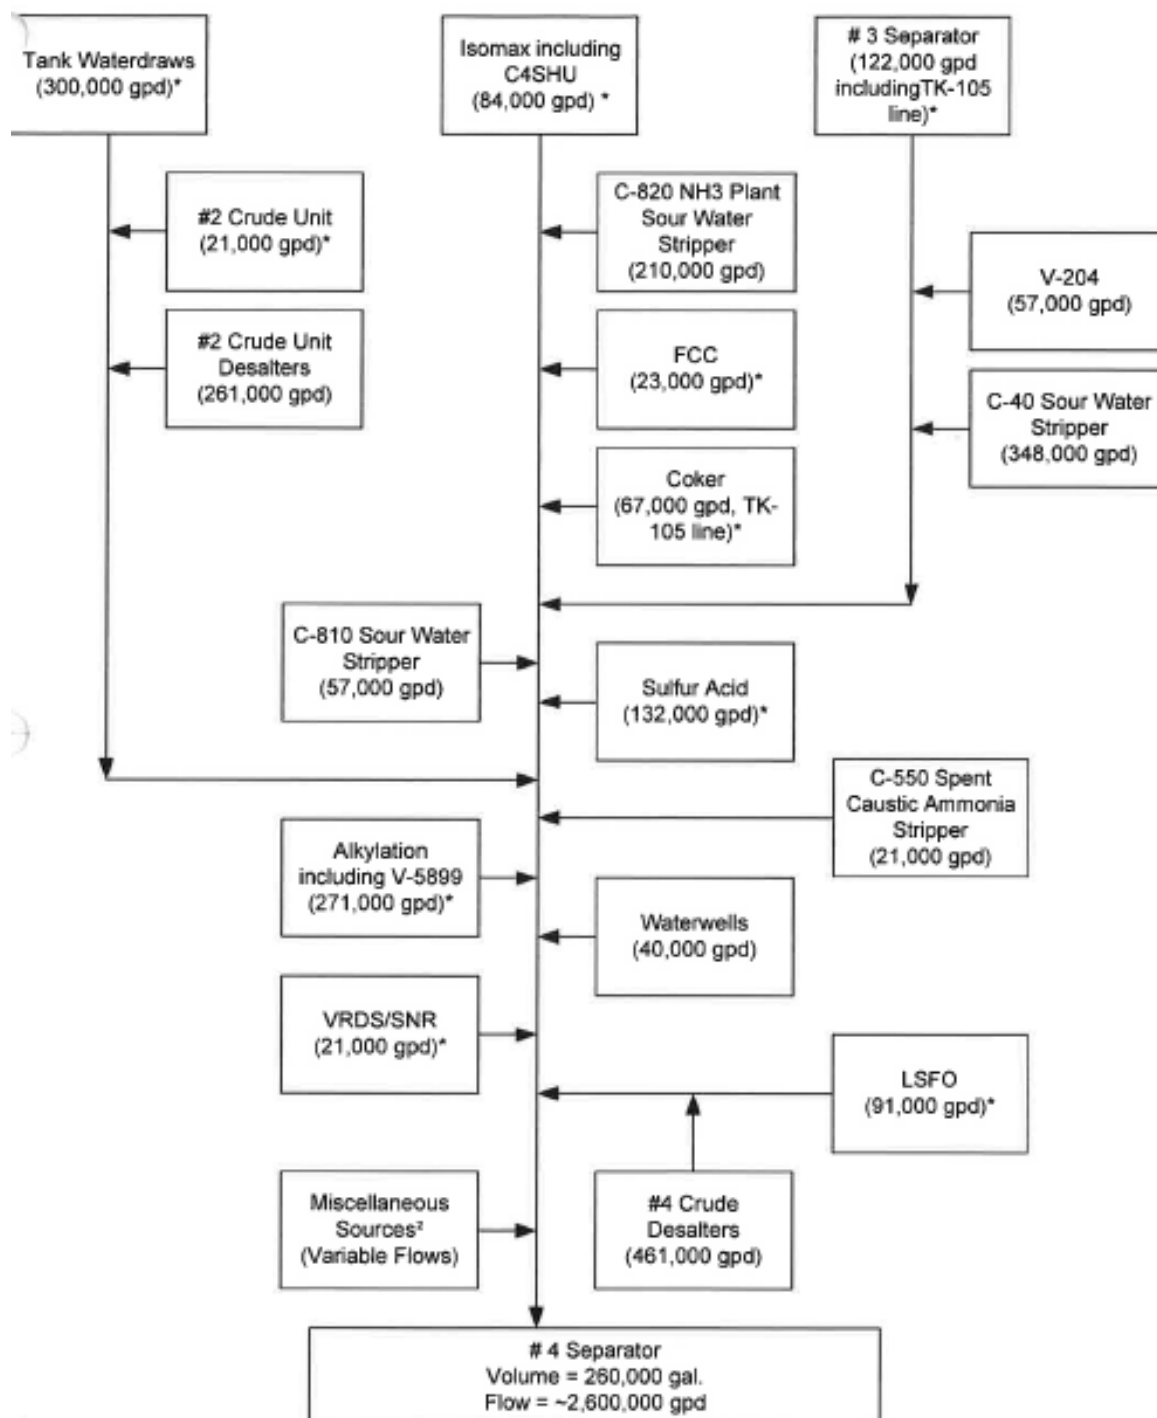 Tank Waterdraws
(300,000 gpd)*
Isomax including
C4SHU
(84,000 gpd) *
# 3 Separator
(122,000 gpd
includingTK-105
line)*
#2 Crude Unit
(21,000 gpd)*
C-820 NH3 Plant
Sour Water
Stripper
(210,000 gpd)
V-204
(57,000 gpd)
#2 Crude Unit
Desalters
(261,000 gpd)
FCC
(23,000 gpd)*
C-40 Sour Water
Stripper
(348,000 gpd)
Coker
(67,000 gpd, TK-
105 line)*
C-810 Sour Water
Stripper
(57,000 gpd)
Sulfur Acid
(132,000 gpd)*
C-550 Spent
Caustic Ammonia
Stripper
(21,000 gpd)
Alkylation
including V-5899
(271,000 gpd)*
Waterwells
(40,000 gpd)
VRDS/SNR
(21,000 gpd)*
LSFO
(91,000 gpd)*
Miscellaneous
Sources²
(Variable Flows)
#4 Crude
Desalters
(461,000 gpd)
# 4 Separator
Volume = 260,000 gal.
Flow = ~2,600,000 gpd